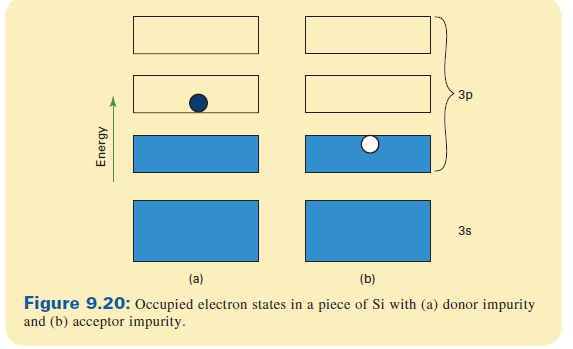 3p
Energy
3s
(a)
(b)
Figure 9.20: Occupied electron states in a piece of Si with (a) donor impurity
and (b) acceptor impurity.